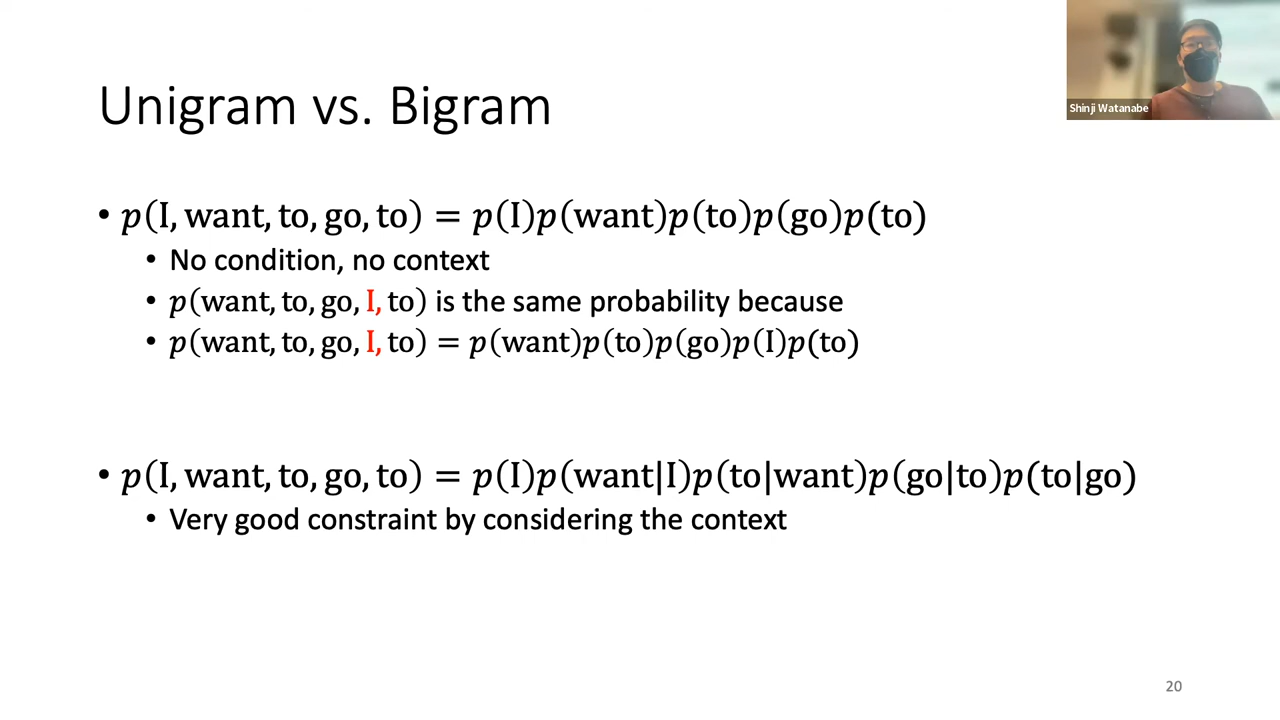 Shinji Watanabe
Unigram vs. Bigram
• p(I, want, to, go, to) = p(I)p(want)p(to)p(go)p(to)
• No condition, no context
• p(want, to, go, I, to) is the same probability because
• p(want, to, go, I, to) = p(want)p(to)p(go)p(I)p(to)
• p(I, want, to, go, to) = p(I)p(want|I)p(to|want)p(go|to)p(to|go)
• Very good constraint by considering the context
20